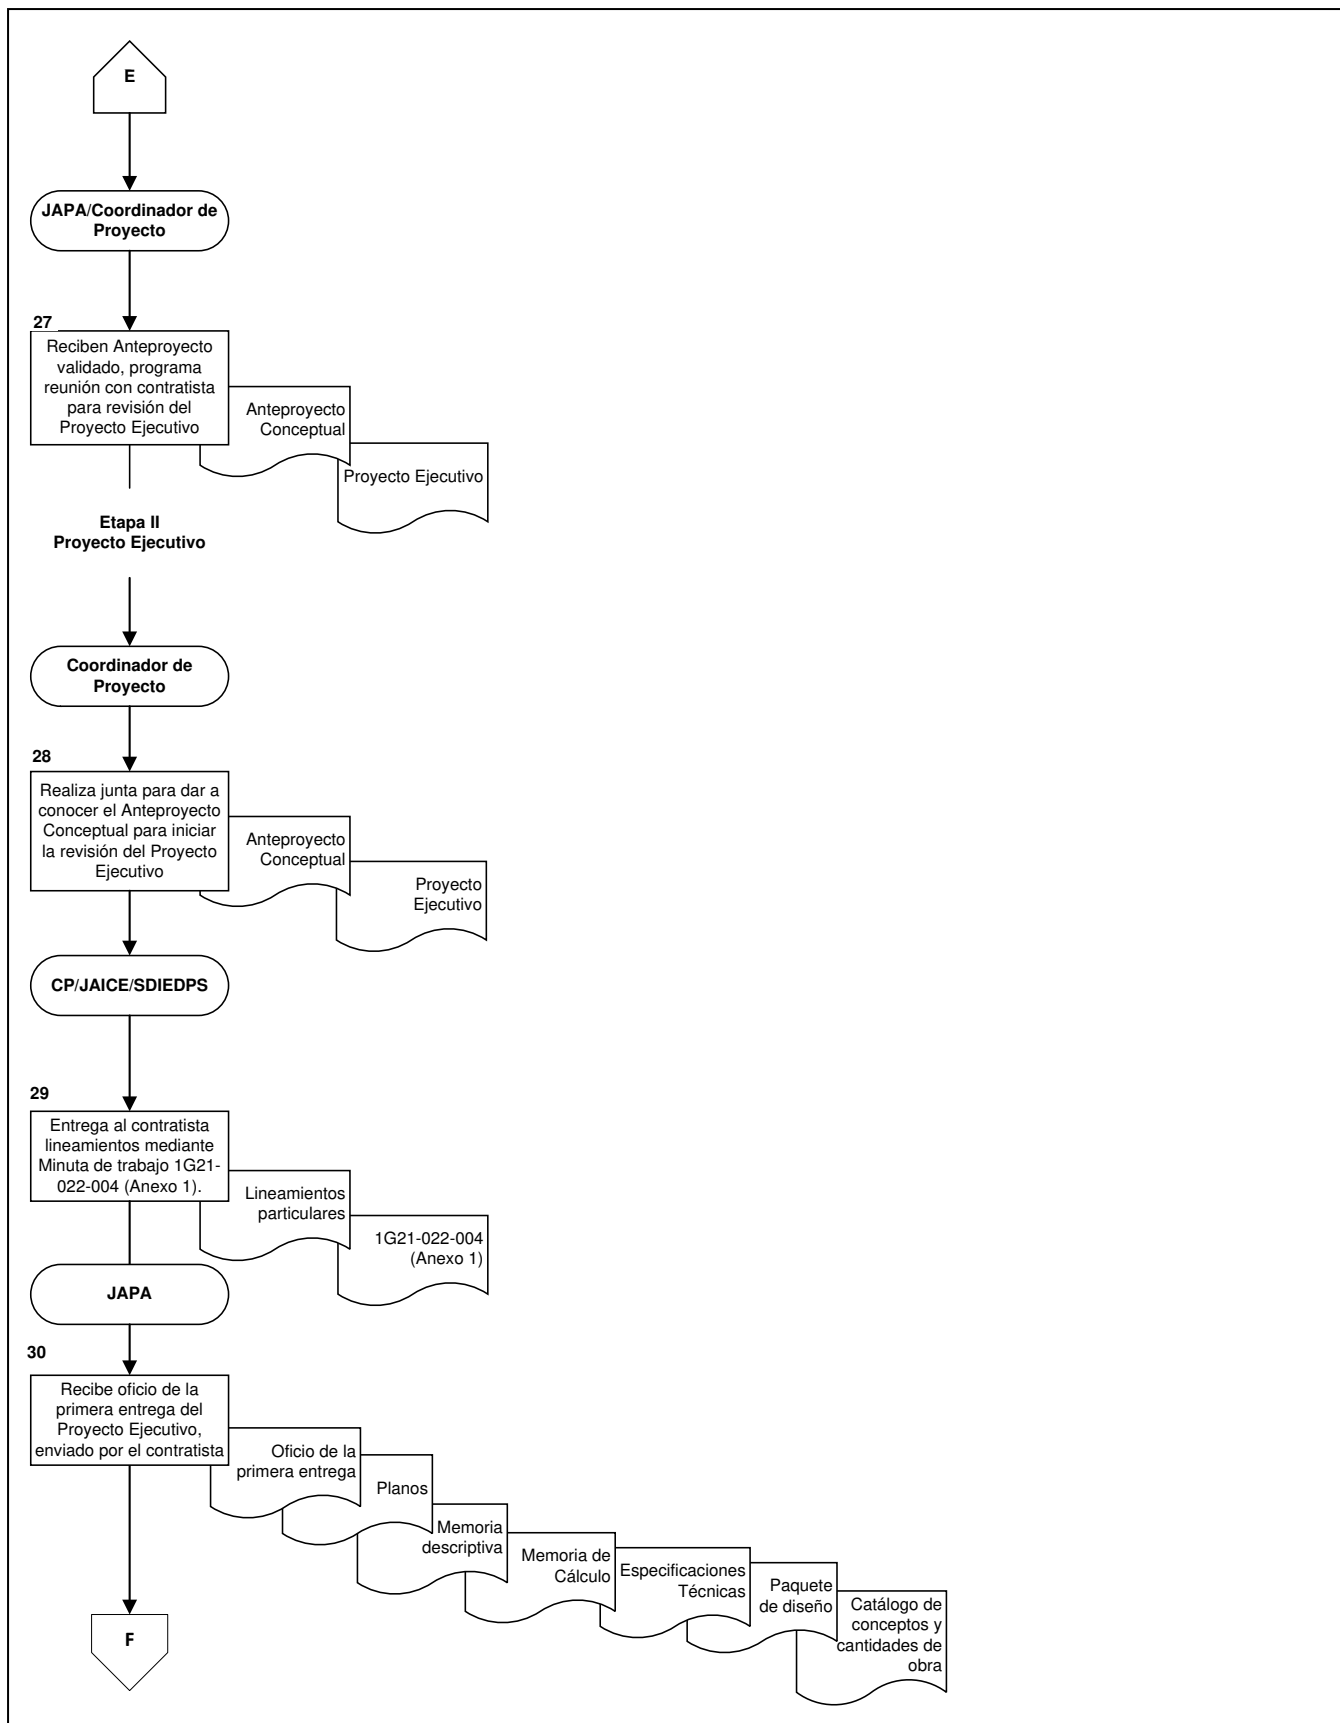 E
JAPA/Coordinador de
Proyecto
27
Reciben Anteproyecto
validado, programa
reunión con contratista
para revisión del
Proyecto Ejecutivo
Anteproyecto
Conceptual
Proyecto Ejecutivo
Etapa II
Proyecto Ejecutivo
Coordinador de
Proyecto
28
Realiza junta para dar a
conocer el Anteproyecto
Conceptual para iniciar
la revisión del Proyecto
Ejecutivo
Anteproyecto
Conceptual
Proyecto
Ejecutivo
CP/JAICE/SDIEDPS
29
Entrega al contratista
lineamientos mediante
Minuta de trabajo 1G21-
022-004 (Anexo 1).
Lineamientos
particulares
1G21-022-004
(Anexo 1)
JAPA
30
Recibe oficio de la
primera entrega del
Proyecto Ejecutivo,
enviado por el contratista
Oficio de la
primera entrega
Planos
Memoria
descriptiva
Memoria de
Cálculo
Especificaciones
Técnicas
Paquete
de diseño
Catálogo de
conceptos y
cantidades de
obra
F